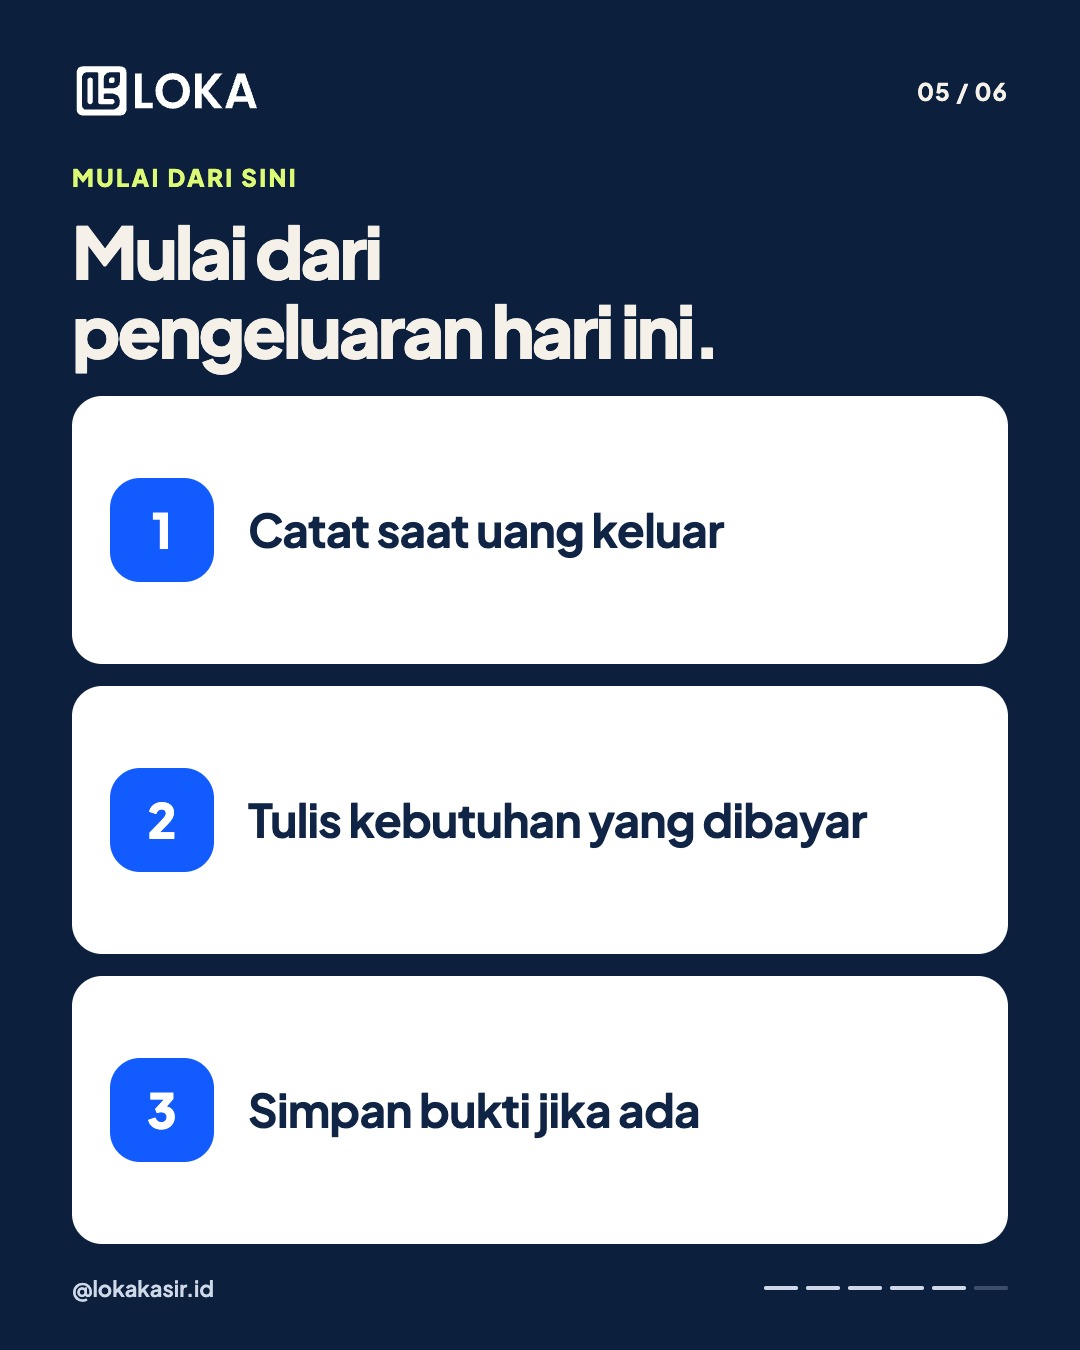 LOKA
05 / 06
MULAI DARI SINI
Mulai dari
pengeluaran hari ini.
1
Catat saat uang keluar
2
Tulis kebutuhan yang dibayar
3
Simpan bukti jika ada
@lokakasir.id